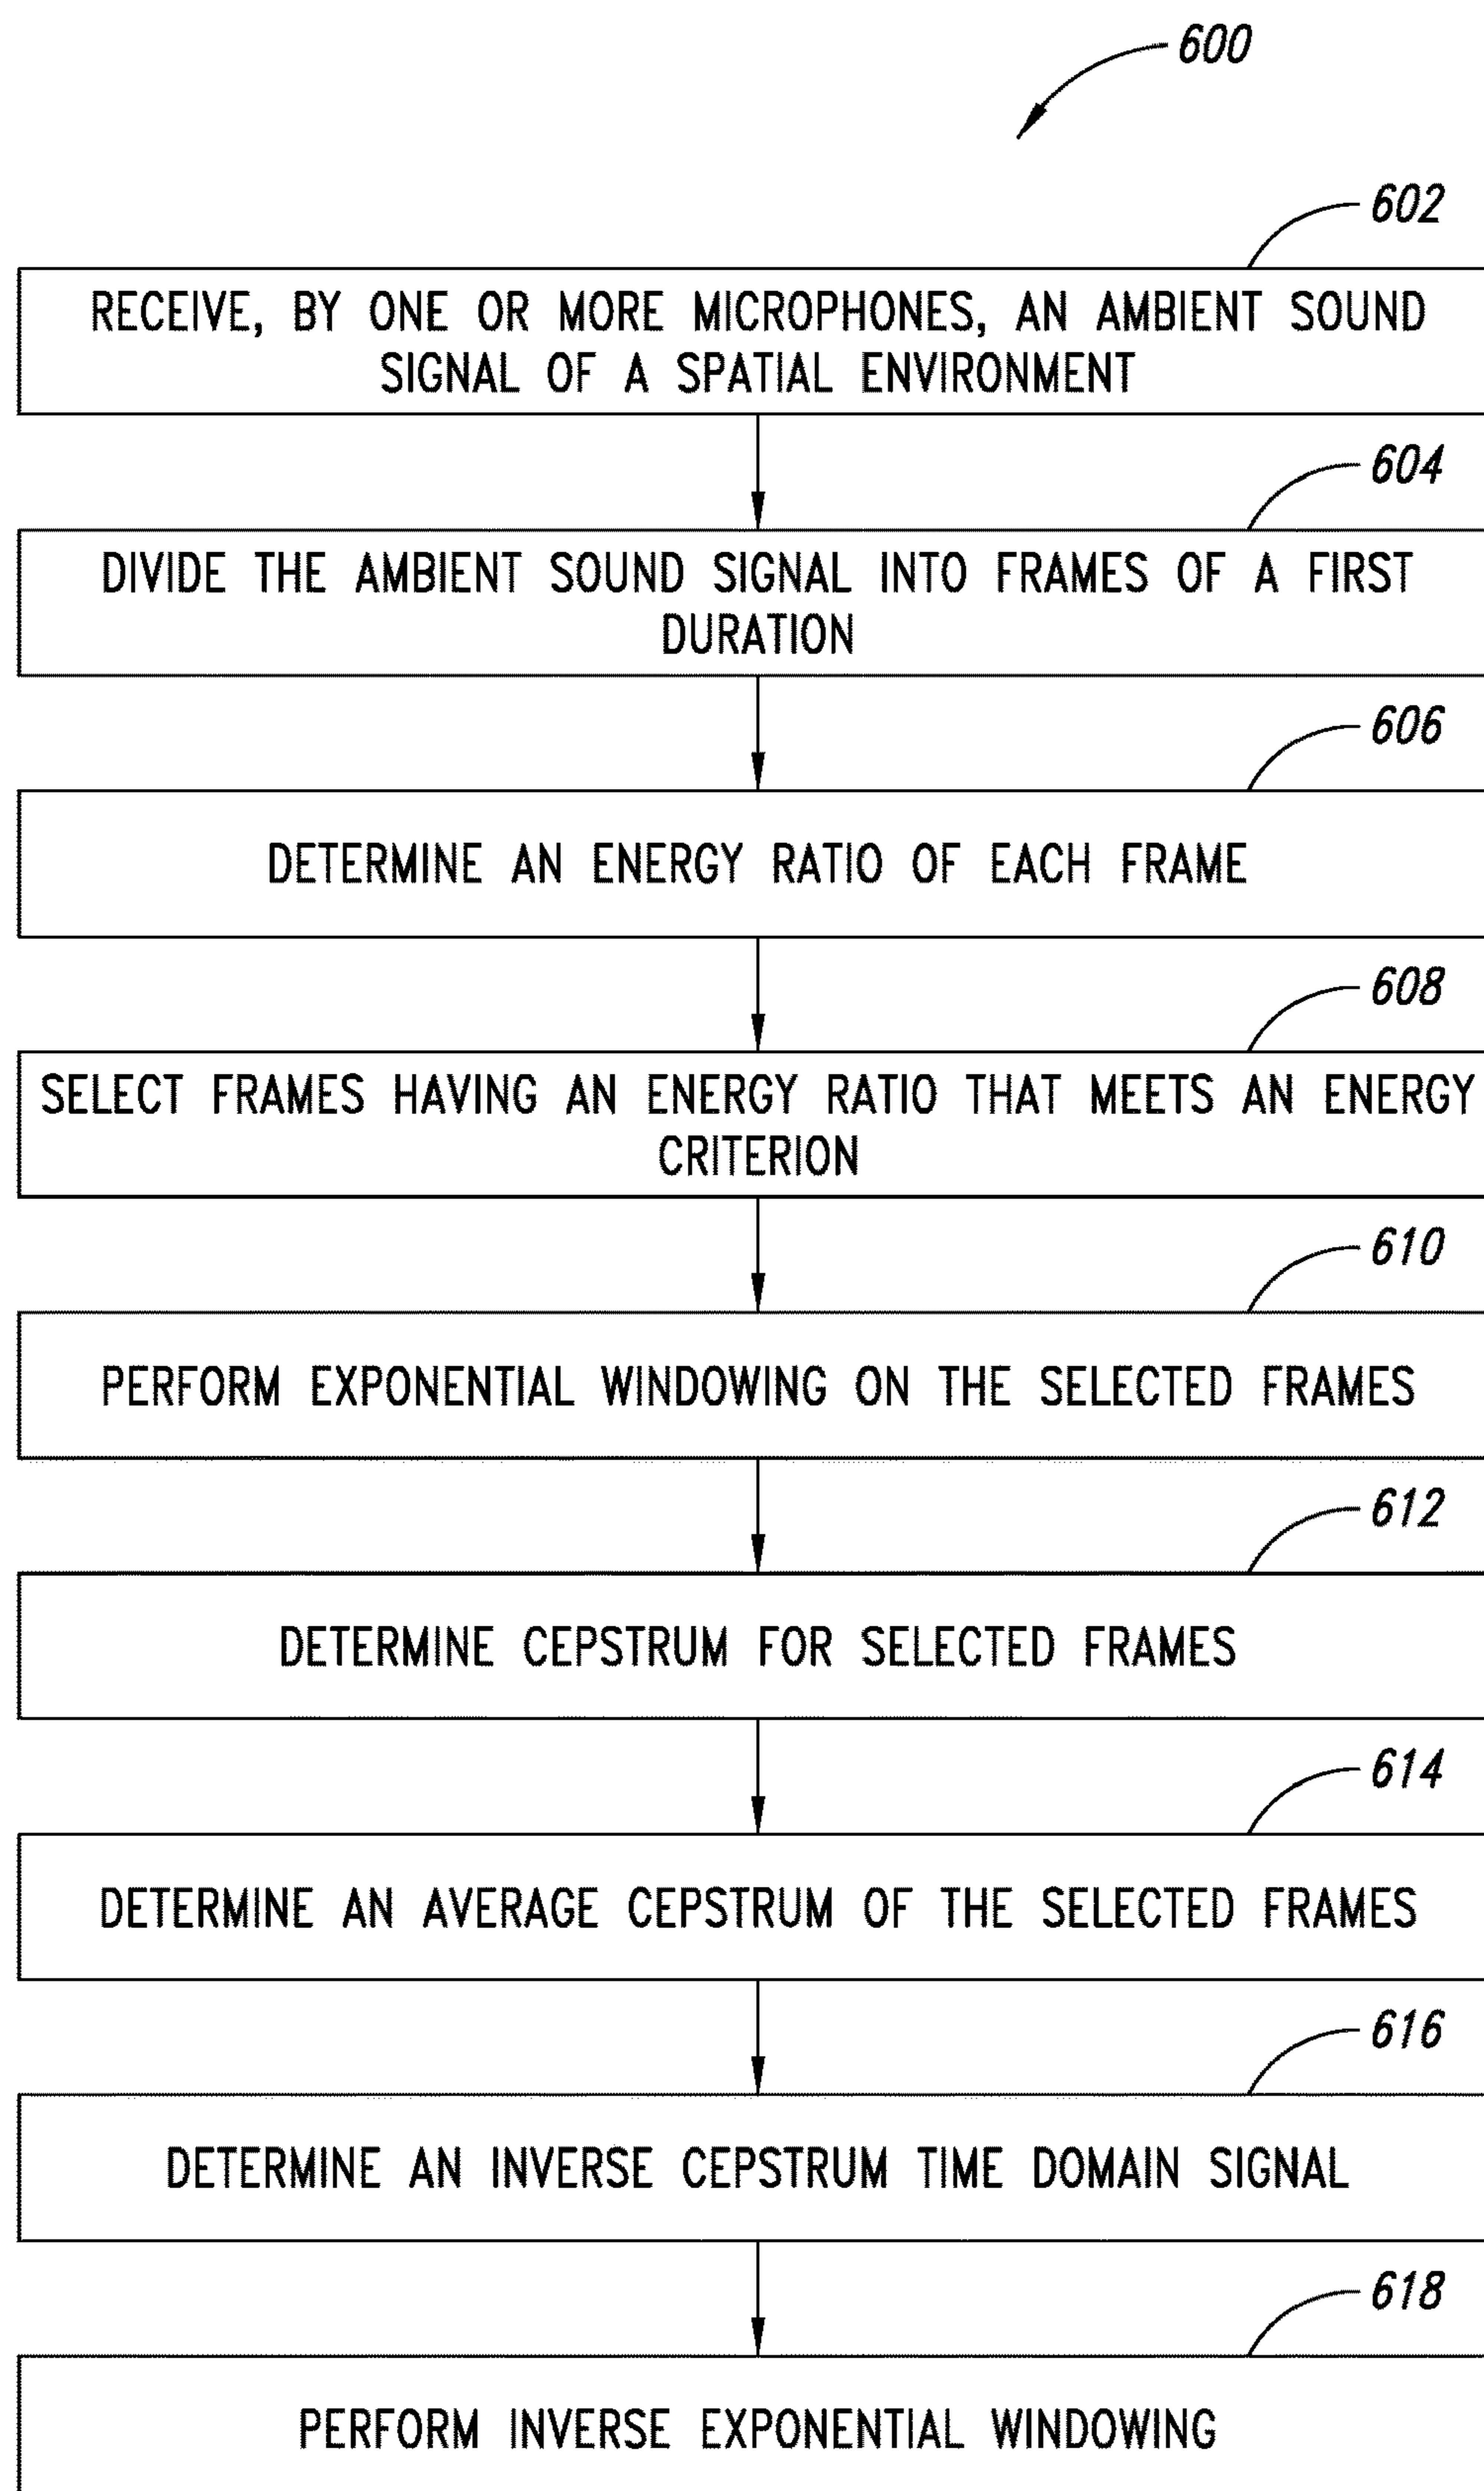 600
602
RECEIVE, BY ONE OR MORE MICROPHONES, AN AMBIENT SOUND
SIGNAL OF A SPATIAL ENVIRONMENT
604
DIVIDE THE AMBIENT SOUND SIGNAL INTO FRAMES OF A FIRST
DURATION
606
DETERMINE AN ENERGY RATIO OF EACH FRAME
608
SELECT FRAMES HAVING AN ENERGY RATIO THAT MEETS AN ENERGY
CRITERION
610
PERFORM EXPONENTIAL WINDOWING ON THE SELECTED FRAMES
612
DETERMINE CEPSTRUM FOR SELECTED FRAMES
614
DETERMINE AN AVERAGE CEPSTRUM OF THE SELECTED FRAMES
616
DETERMINE AN INVERSE CEPSTRUM TIME DOMAIN SIGNAL
618
PERFORM INVERSE EXPONENTIAL WINDOWING